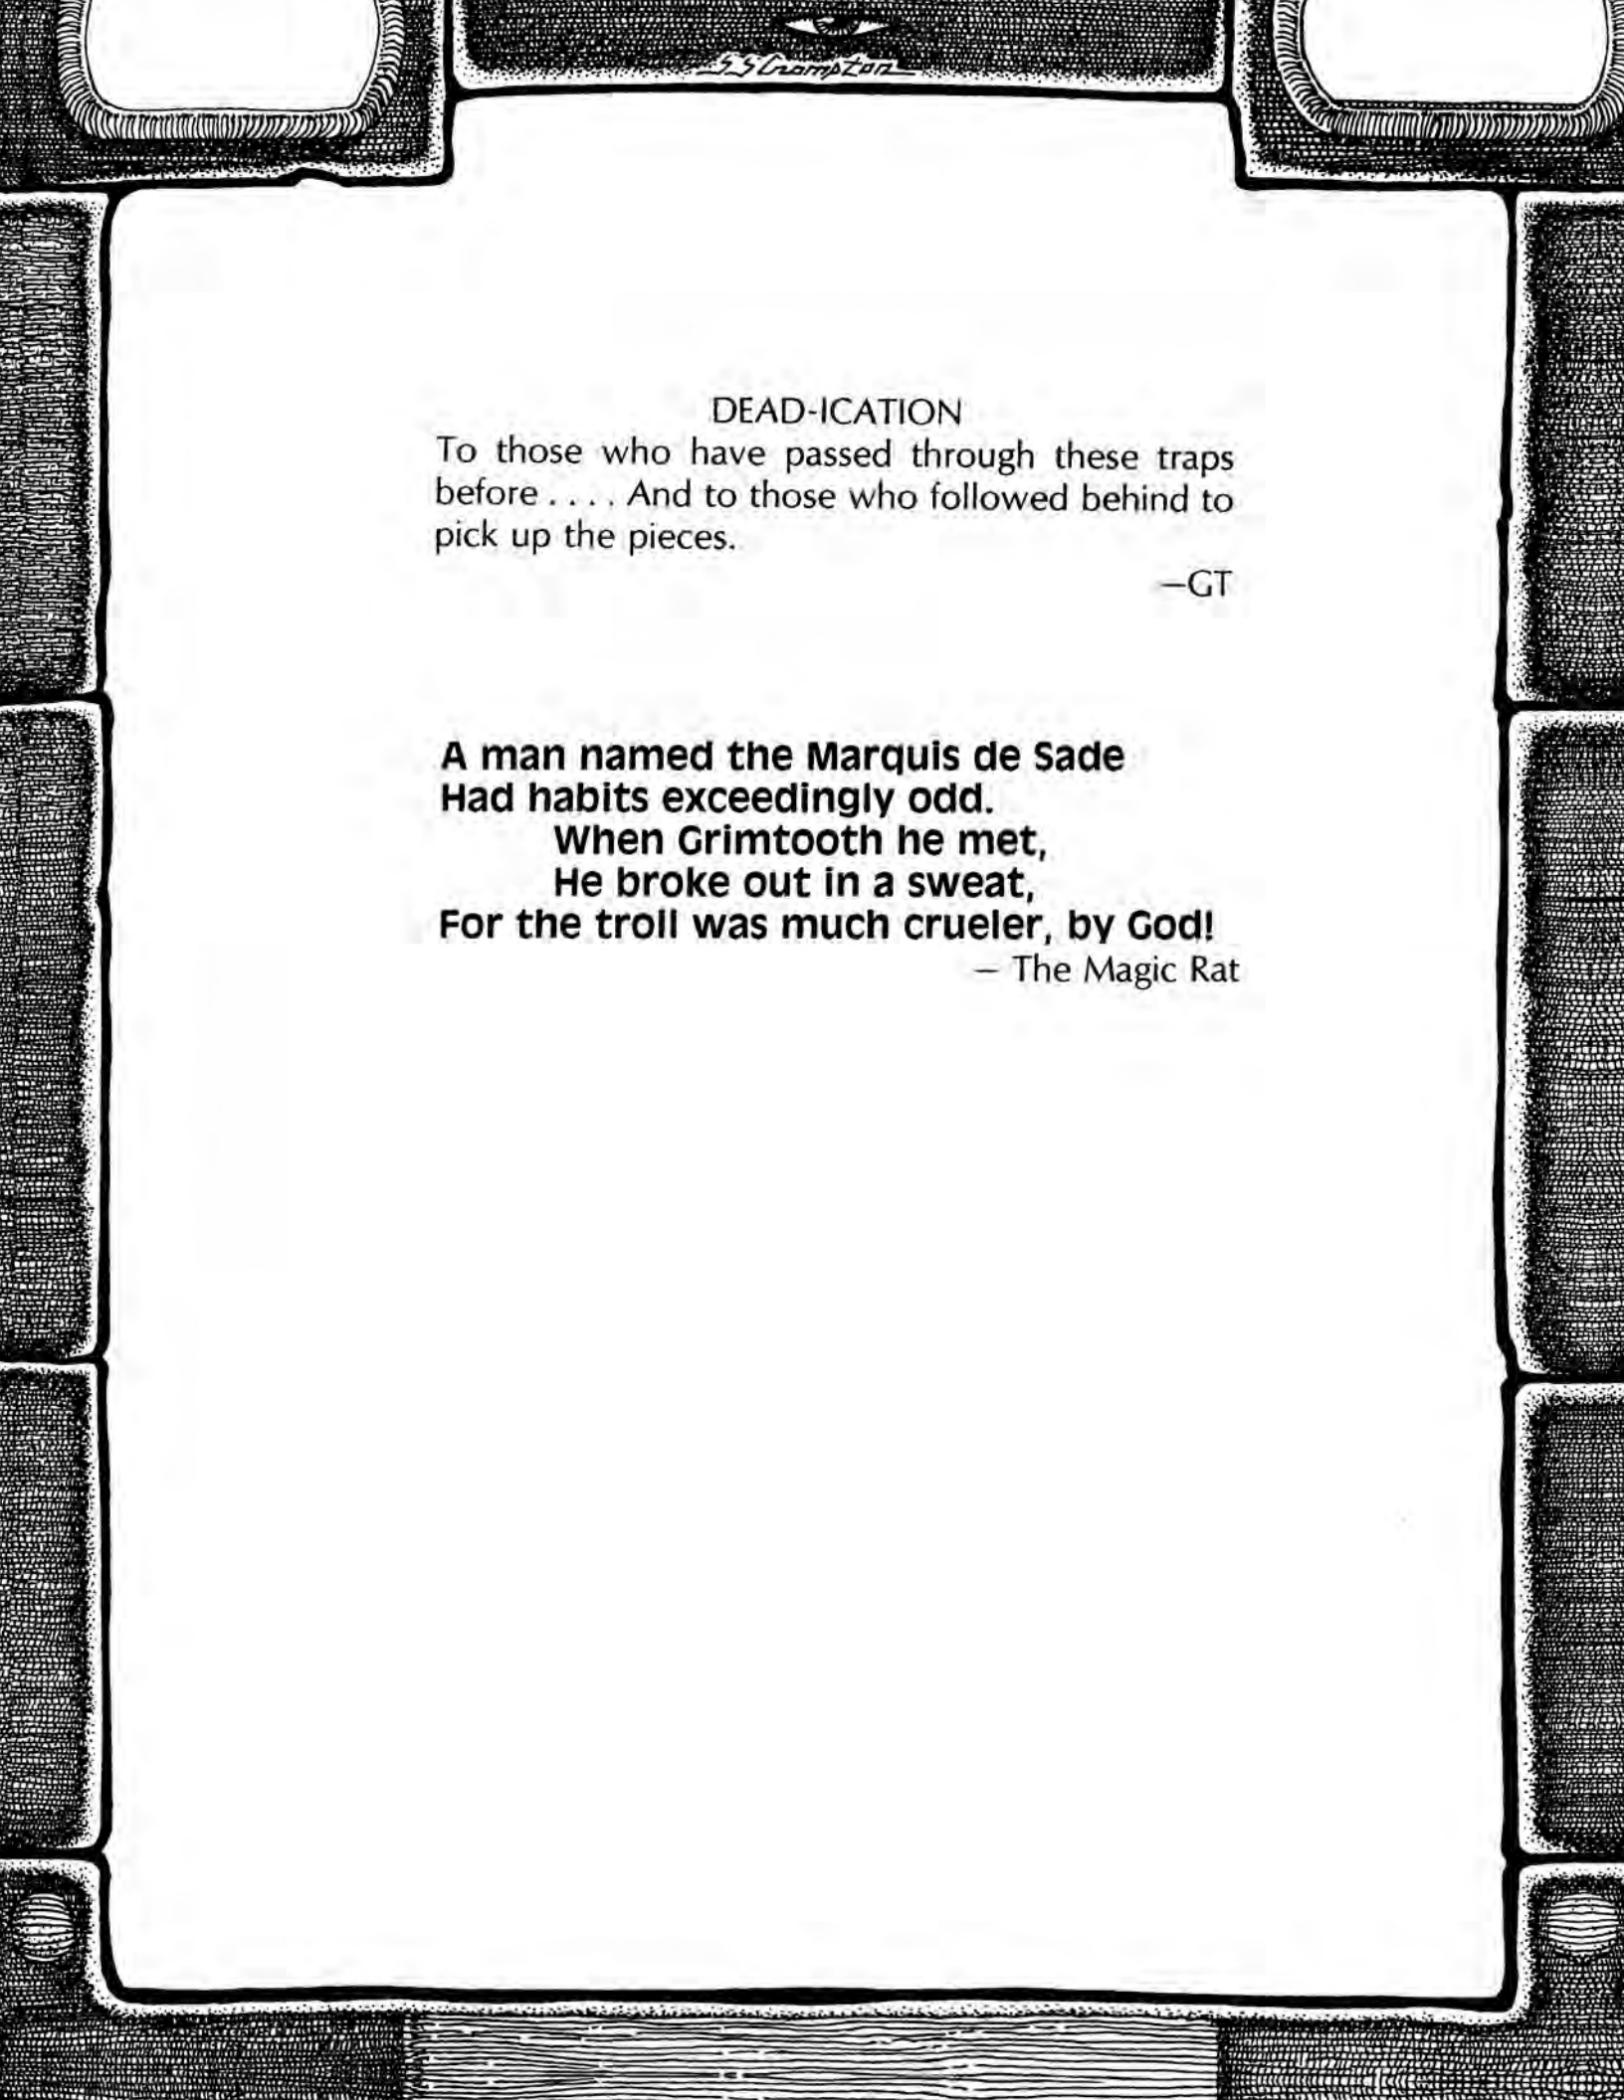 S S Crompton
DEAD-ICATION
To those who have passed through these traps
before . . . . And to those who followed behind to
pick up the pieces.
—GT
A man named the Marquis de Sade
Had habits exceedingly odd.
When Grimtooth he met,
He broke out in a sweat,
For the troll was much crueler, by God!
— The Magic Rat